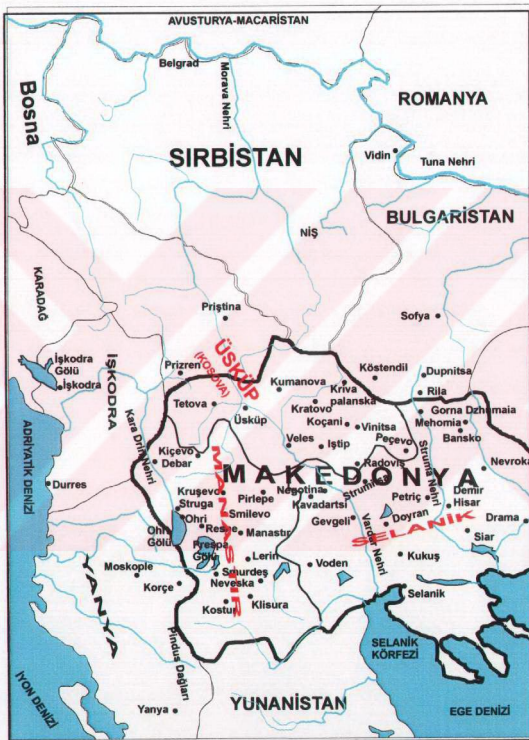 AVUSTURYA-MACARİSTAN
Belgrad
Morava Nehri
Bosna
ROMANYA
SIRBİSTAN
Vidin
Tuna Nehri
BULGARİSTAN
NİŞ
KARADAĞ
Priştina
Sofya
ÜSKÜP
(KOSOVA)
İşkodra
Gölü
İşkodra
İŞKODRA
Prizren
Köstendil
Dupnitsa
Kumanova
Kriva
palanska
Rila
Tetova
Üsküp
Kratovo
Koçani
Vinitsa
Gorna Dzhumaia
Mehomia
Bansko
ADRİYATİK DENİZİ
Kara Drin Nehri
Veles
İştip
Peçevo
Kiçevo
Debar
MAKEDONYA
Radoviş
Struma Nehri
Nevroka
Durres
MANASTIR
Kruşevo
Pirlepe
Negotina
Kavadartsi
Strumitsa
Petriç
Demir
Hisar
Struga
Ohri
Smilevo
Gevgeli
Doyran
SELANİK
Drama
Ohri
Gölü
Resne
Manastır
Vardar Nehri
Siar
Prespa
Gölü
Lerin
Voden
Kukuş
Moskople
Smırdeş
Neveska
YANYA
Korçe
Kostur
Klisura
Selanik
Pindus Dağları
SELANİK
KÖRFEZİ
İYON DENİZİ
Yanya
YUNANİSTAN
EGE DENİZİ